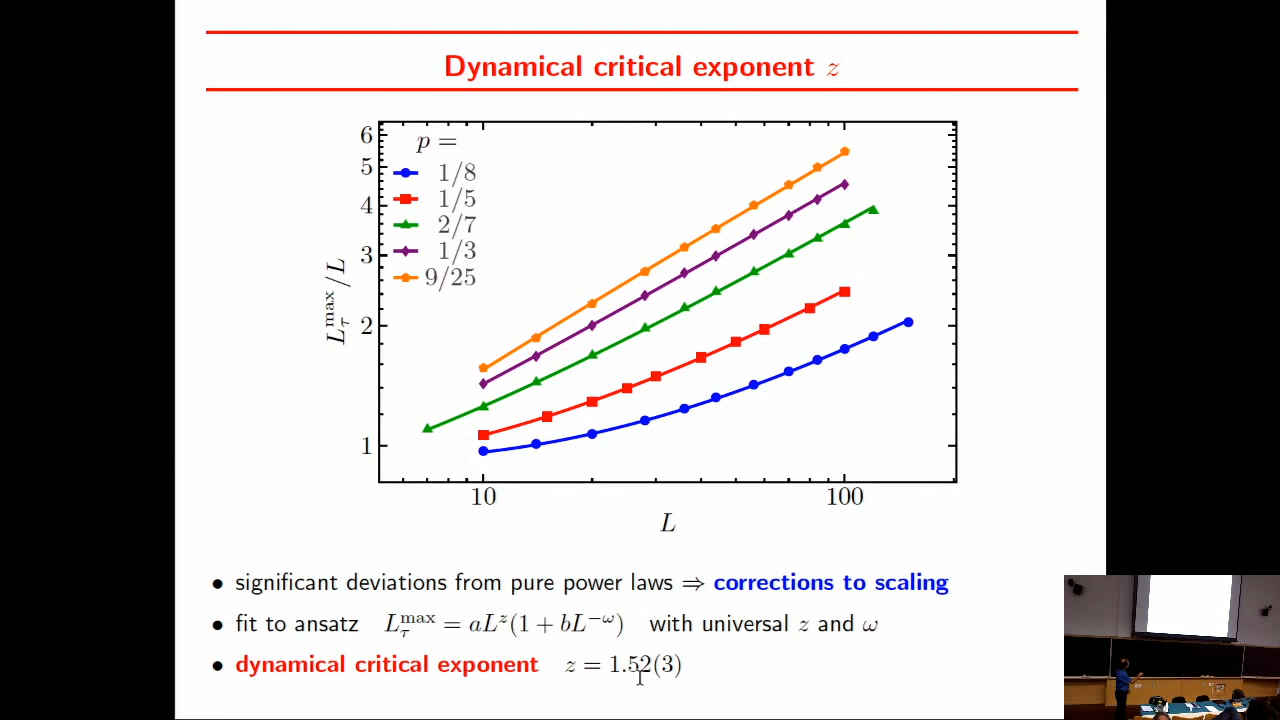 Dynamical critical exponent z
p =
1/8
1/5
2/7
1/3
9/25
6
5
4
3
2
1
L_τ^max/L
10 100
L
• significant deviations from pure power laws ⇒ corrections to scaling
• fit to ansatz L_τ^max = aL^z(1 + bL^−ω) with universal z and ω
• dynamical critical exponent z = 1.52(3)